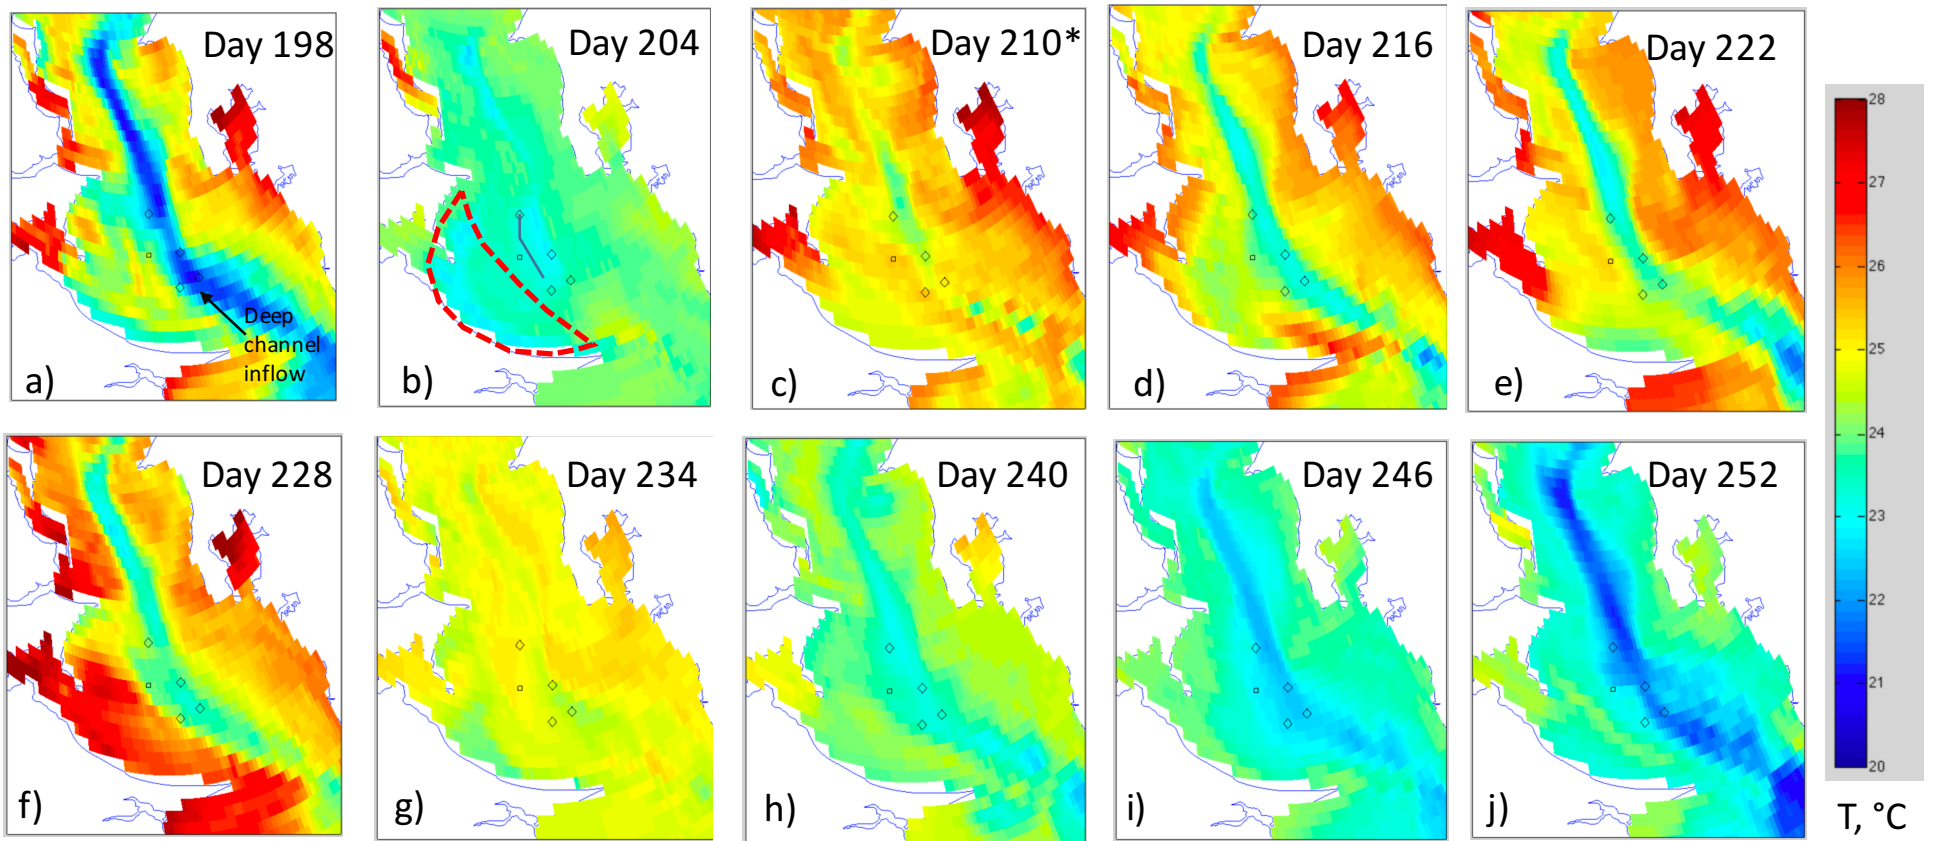 Day 198
Day 204
Day 210*
Day 216
Day 222
Deep
channel
inflow
a)
b)
c)
d)
e)
Day 228
Day 234
Day 240
Day 246
Day 252
f)
g)
h)
i)
j)
28
27
26
25
24
23
22
21
20
T, °C